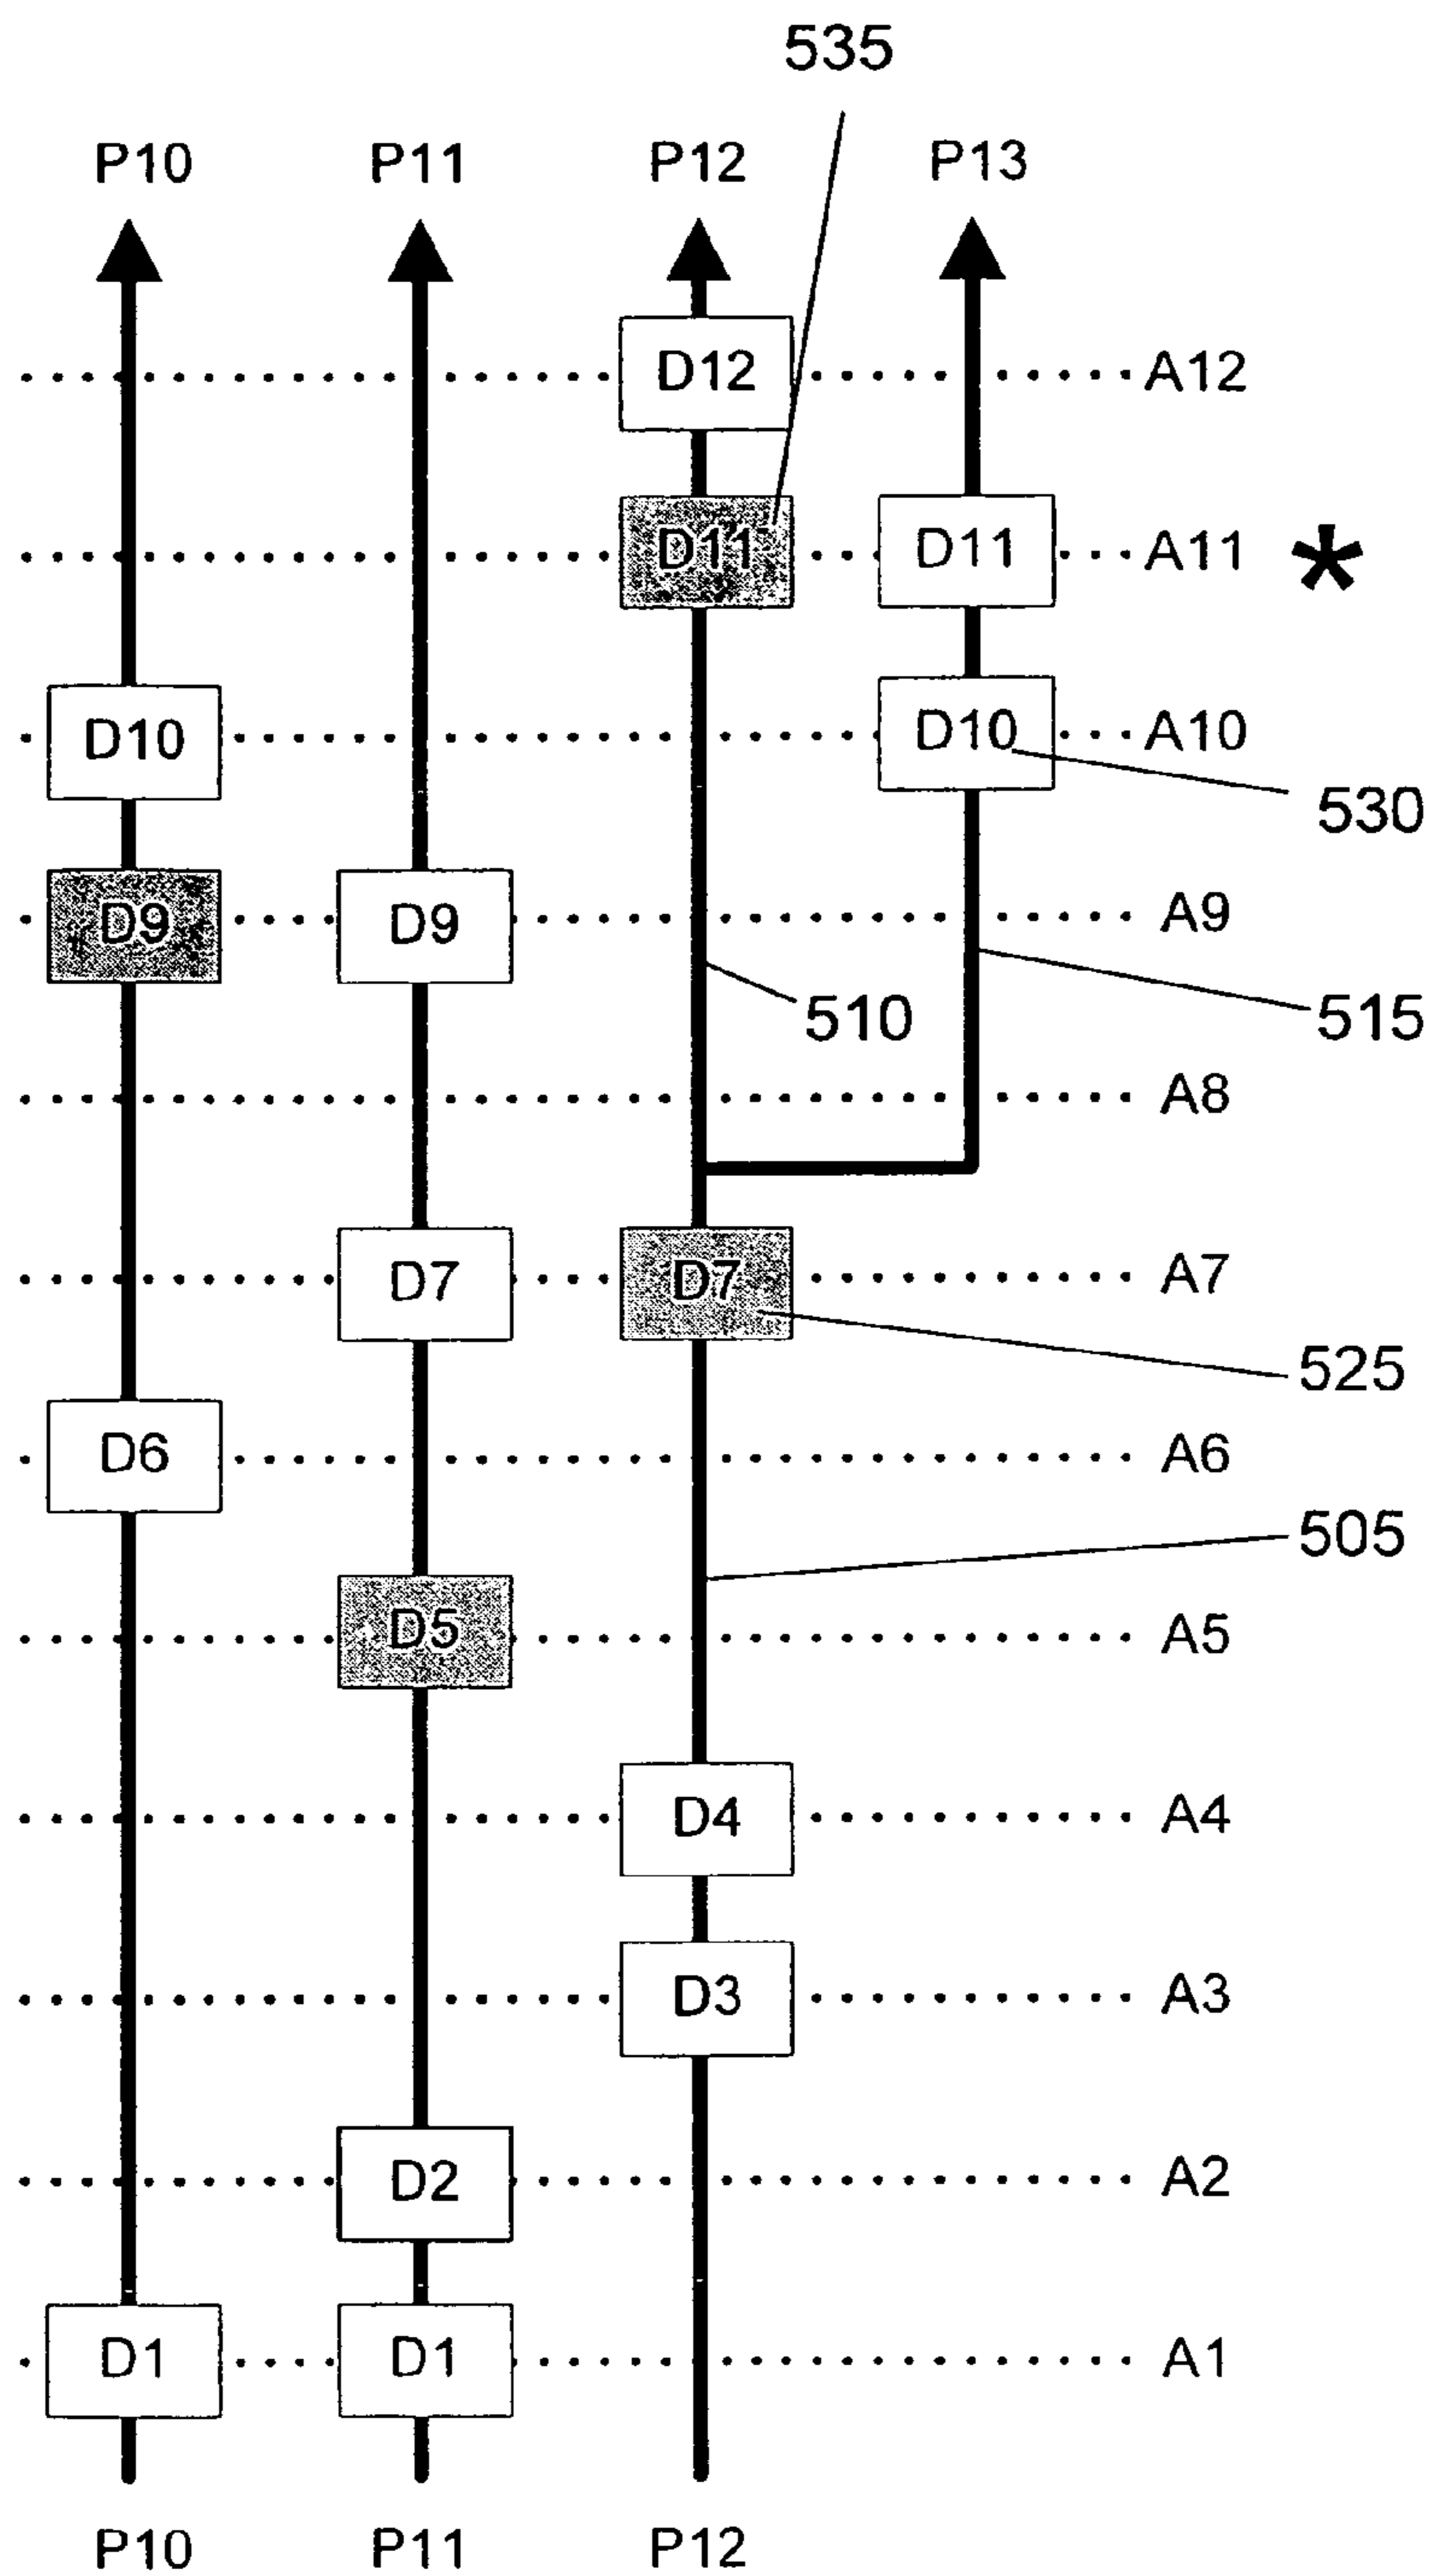 535
P10 P11 P12 P13
D12 A12
D11 D11 A11 *
D10 D10 A10
530
D9 D9 A9
510 515
A8
D7 D7 A7
525
D6 A6
505
D5 A5
D4 A4
D3 A3
D2 A2
D1 D1 A1
P10 P11 P12